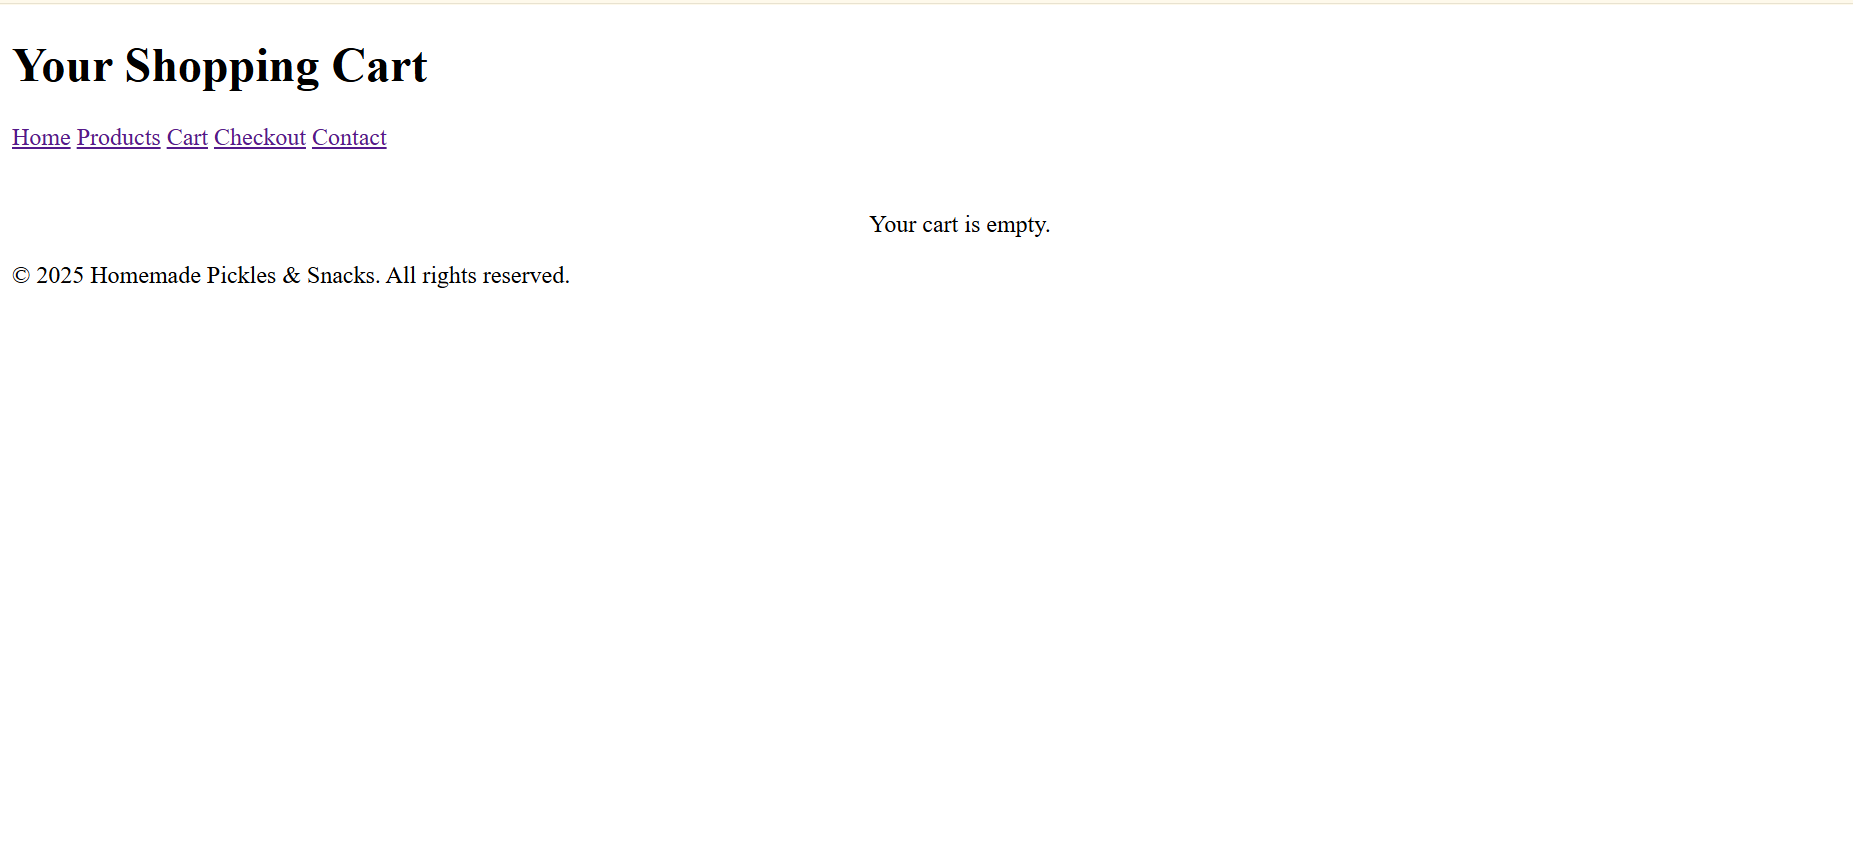 Your Shopping Cart
Home Products Cart Checkout Contact
Your cart is empty.
© 2025 Homemade Pickles & Snacks. All rights reserved.